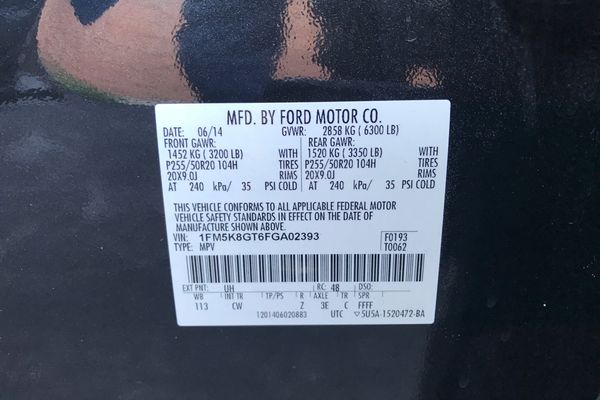 MFD. BY FORD MOTOR CO.
DATE: 06/14 GVWR: 2858 KG ( 6300 LB)
FRONT GAWR: REAR GAWR:
1452 KG ( 3200 LB) WITH 1520 KG ( 3350 LB) WITH
P255/50R20 104H TIRES P255/50R20 104H TIRES
20X9.0J RIMS 20X9.0J RIMS
AT 240 kPa/ 35 PSI COLD AT 240 kPa/ 35 PSI COLD
THIS VEHICLE CONFORMS TO ALL APPLICABLE FEDERAL MOTOR
VEHICLE SAFETY STANDARDS IN EFFECT ON THE DATE OF
MANUFACTURE SHOWN ABOVE.
VIN: 1FM5K8GT6FGA02393 F0193
TYPE: MPV T0062
EXT PNT: UH RC: 48 DSO:
WB INT TR TP/PS R AXLE TR SPR
113 CW Z 3E C FFFF
1201406020883 UTC ▽5U5A-1520472-BA